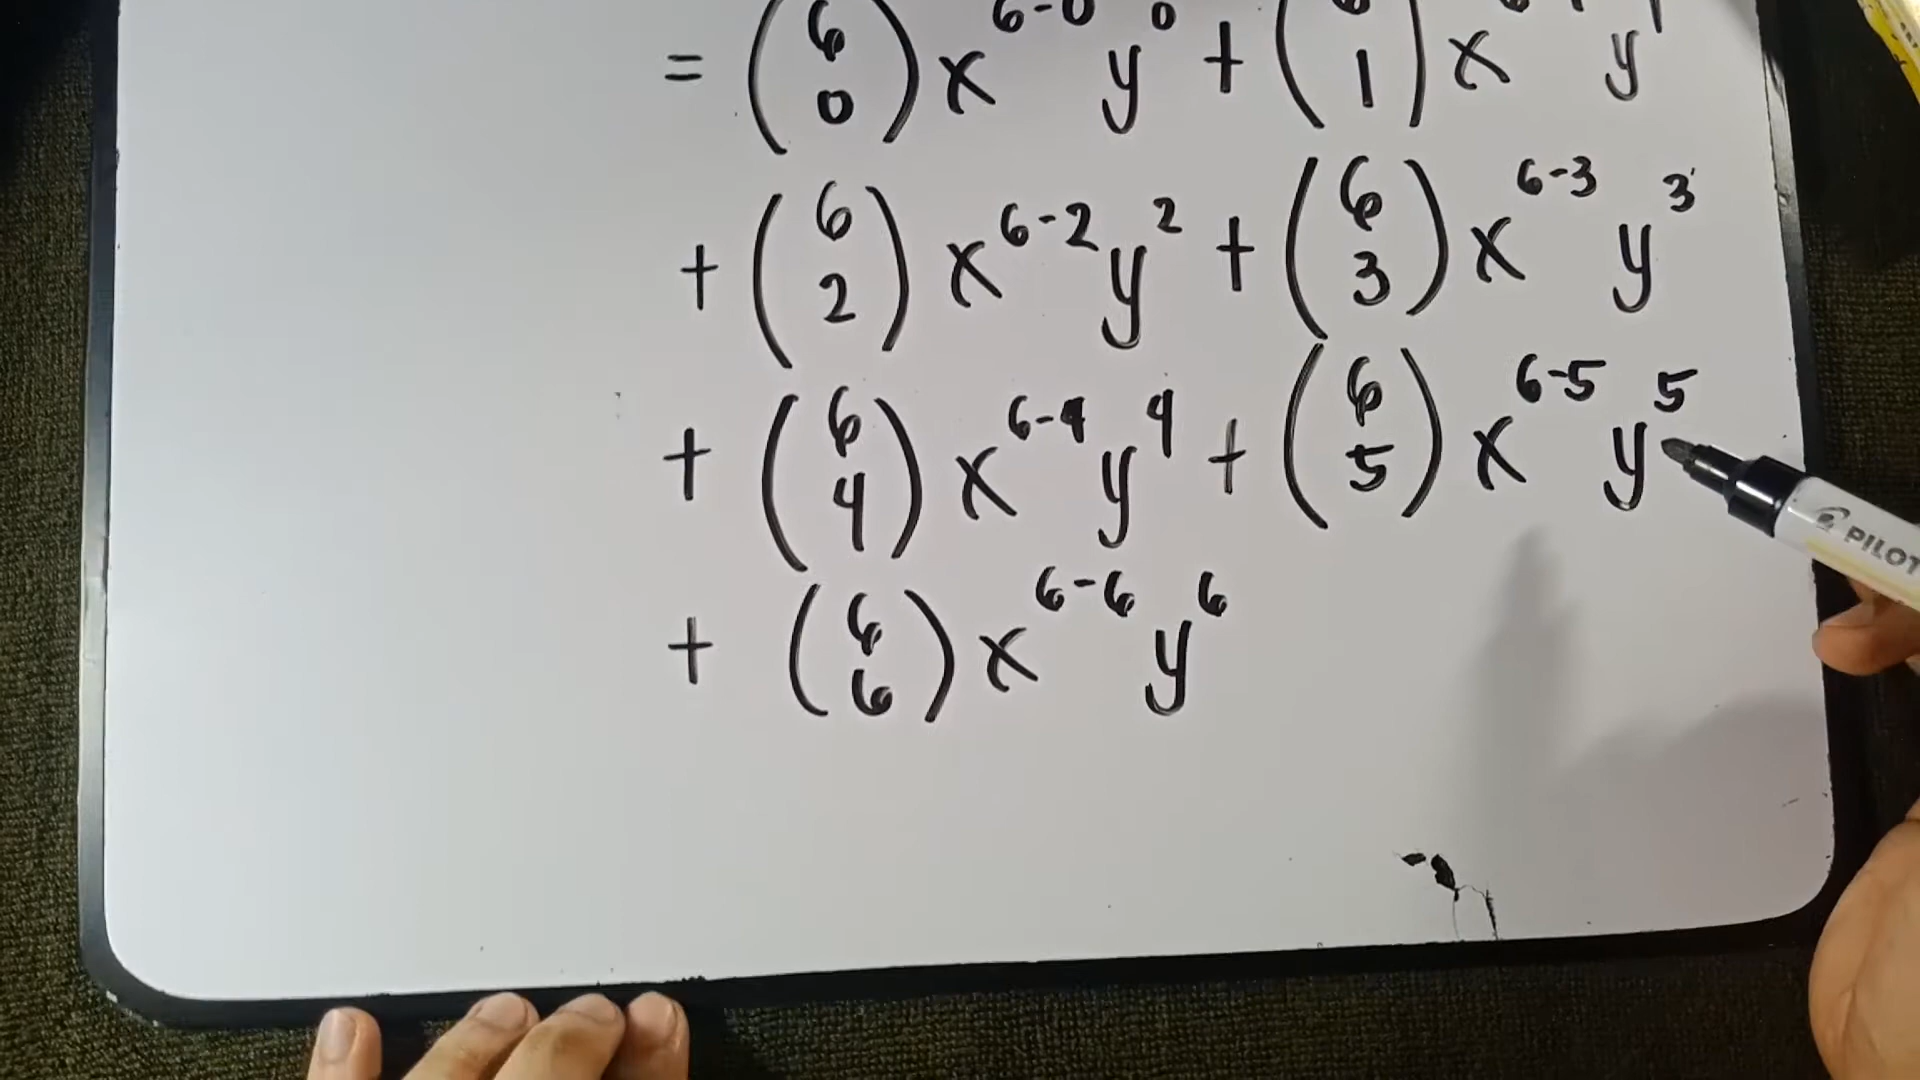 = (6 0) x^6-0 y^0 + (6 1) x^6-1 y^1
+ (6 2) x^6-2 y^2 + (6 3) x^6-3 y^3
+ (6 4) x^6-4 y^4 + (6 5) x^6-5 y^5
+ (6 6) x^6-6 y^6
PILOT